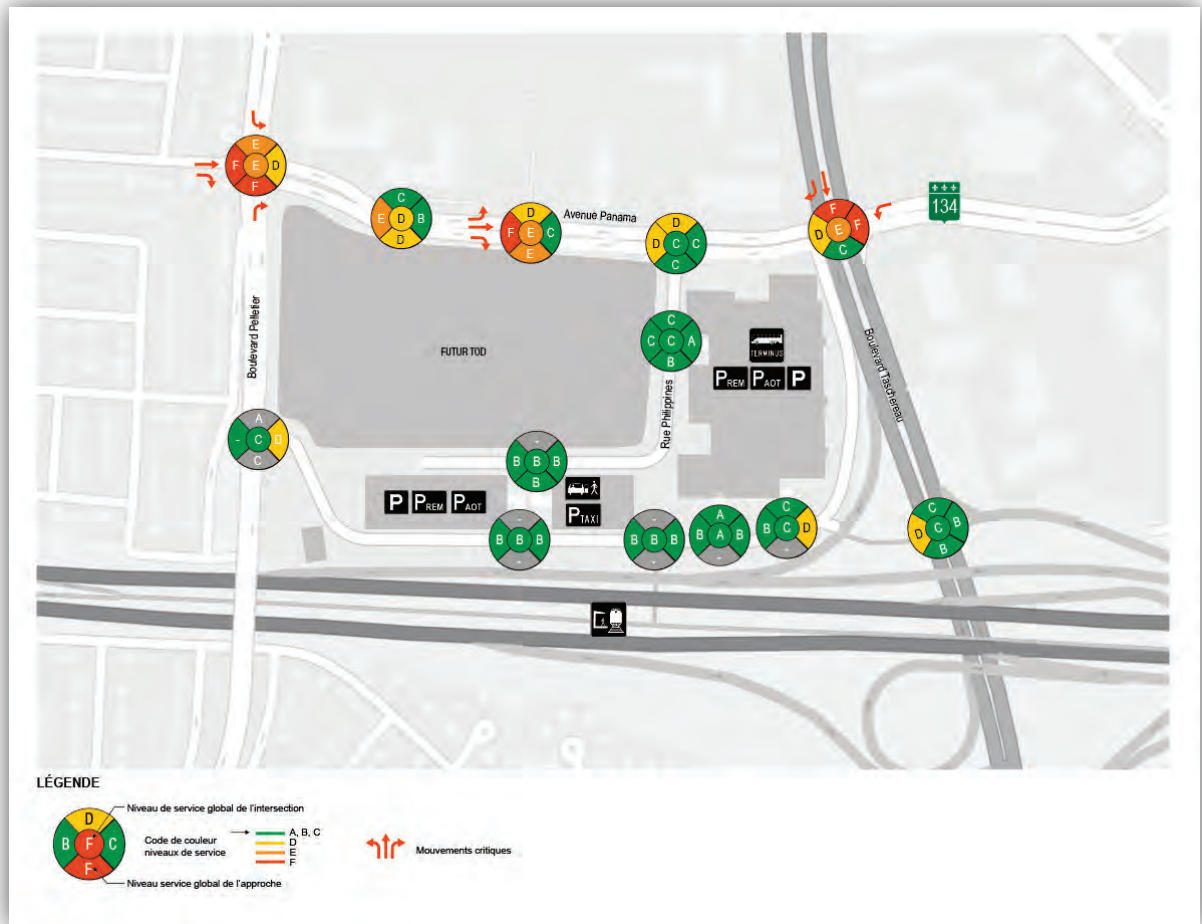 E
F E D
F
C
E D B
D
D
F E C
E
Avenue Panama
D
D C C
C
F
D E F
C
134
Boulevard Pelletier
FUTUR TOD
C
C C A
B
Rue Philippines
TERMINUS
P REM P AOT P
Boulevard Taschereau
A
- C D
C
-
B B B
B
P P REM P AOT
P TAXI
-
B B B
-
-
B B B
-
A
B A B
-
C
B C D
-
C
D C B
B
LÉGENDE
D
B F C
F
Niveau de service global de l'intersection
Code de couleur
niveaux de service
A, B, C
D
E
F
Niveau service global de l'approche
Mouvements critiques